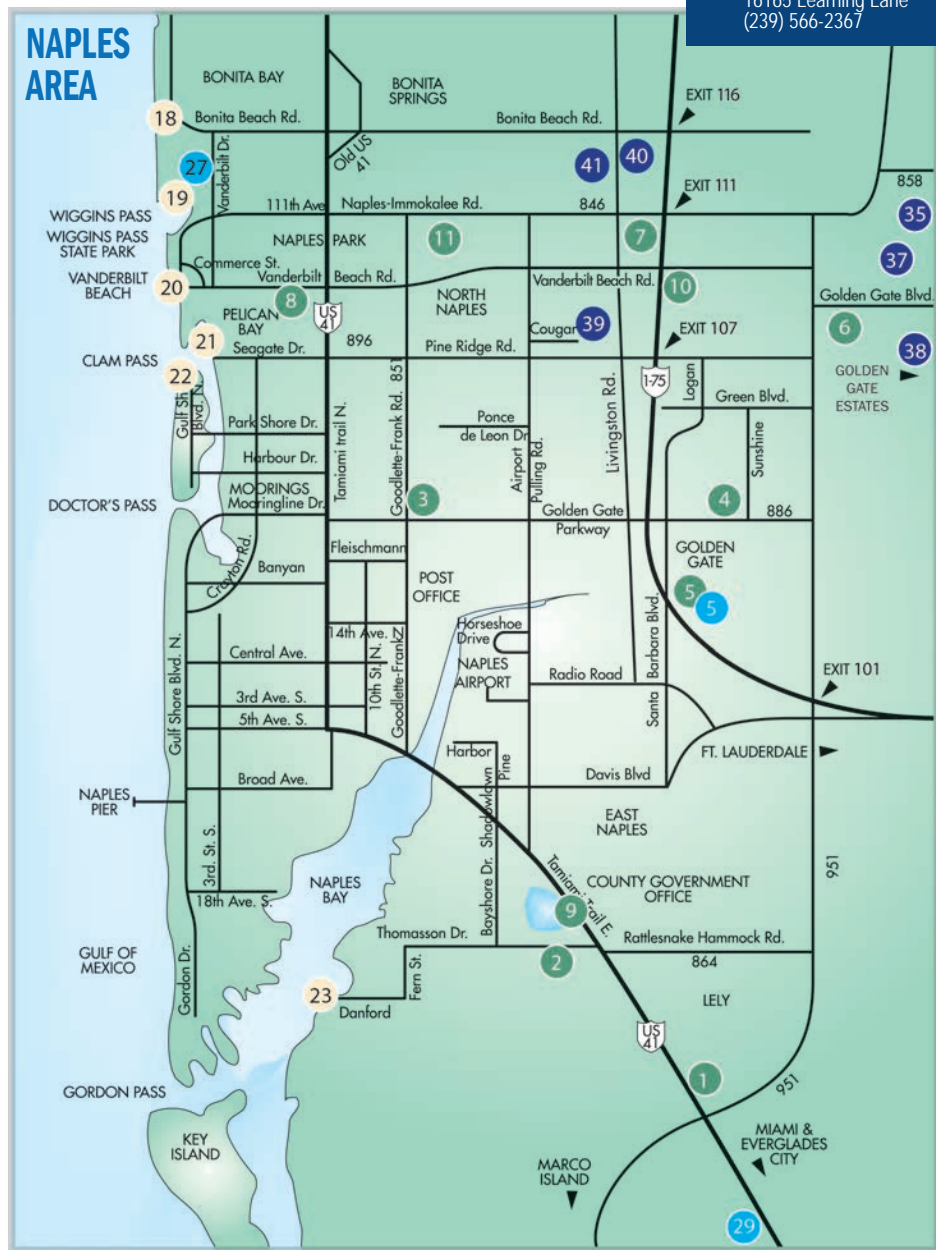 16165 Learning Lane
(239) 566-2367
NAPLES
AREA
BONITA BAY
BONITA
SPRINGS
EXIT 116
18
Bonita Beach Rd.
Bonita Beach Rd.
Old US
41
27
Vanderbilt Dr.
41
40
EXIT 111
858
19
WIGGINS PASS
111th Ave
Naples-Immokalee Rd.
846
35
WIGGINS PASS
STATE PARK
NAPLES PARK
11
7
37
Commerce St.
VANDERBILT
BEACH
20
Vanderbilt
Beach Rd.
Vanderbilt Beach Rd.
10
8
NORTH
NAPLES
Golden Gate Blvd.
PELICAN
BAY
US
41
Cougar
39
6
EXIT 107
38
21
896
Seagate Dr.
Pine Ridge Rd.
CLAM PASS
851
GOLDEN
GATE
ESTATES
22
I-75
Logan
Green Blvd.
Gulf Sh
Blvd. N.
Park Shore Dr.
Tamiami trail N.
Goodlette-Frank Rd.
Ponce
de Leon Dr
Airport
Pulling Rd.
Livingston Rd.
Sunshine
Harbour Dr.
DOCTOR'S PASS
MOORINGS
Mooringline Dr.
3
4
Golden Gate
Parkway
886
Fleischmann
Crayton Rd.
Banyan
POST
OFFICE
GOLDEN
GATE
5
5
14th Ave. N
Horseshoe
Drive
Gulf Shore Blvd. N.
Central Ave.
10th St. N.
Goodlette-Frank
NAPLES
AIRPORT
Radio Road
Santa Barbara Blvd.
EXIT 101
3rd Ave. S.
5th Ave. S.
Harbor
Pine
FT. LAUDERDALE
Broad Ave.
Davis Blvd
NAPLES
PIER
Shadowlawn
EAST
NAPLES
3rd. St. S.
951
Tamiami Trail E.
NAPLES
BAY
COUNTY GOVERNMENT
OFFICE
18th Ave. S.
Bayshore Dr.
9
Thomasson Dr.
Rattlesnake Hammock Rd.
GULF OF
MEXICO
2
864
Gordon Dr.
Fern St.
23
Danford
LELY
US
41
GORDON PASS
1
951
KEY
ISLAND
MIAMI &
EVERGLADES
CITY
MARCO
ISLAND
29